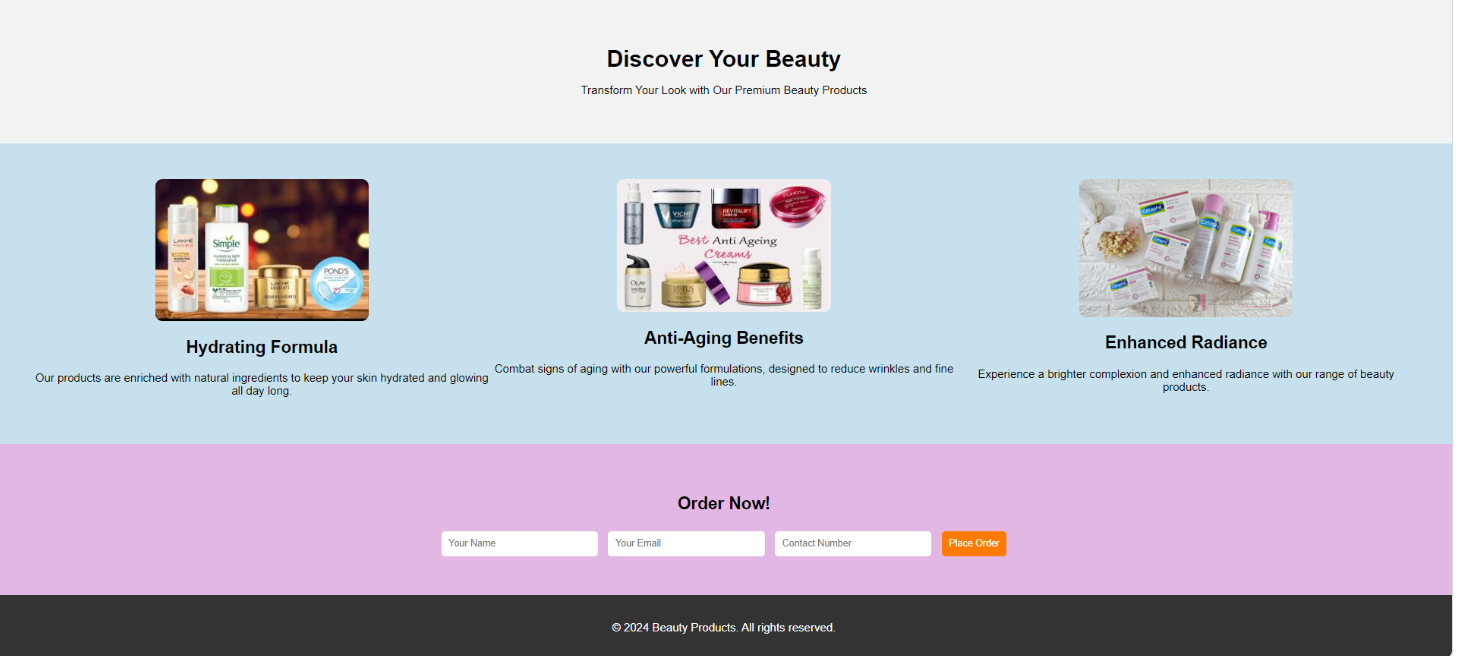 Discover Your Beauty
Transform Your Look with Our Premium Beauty Products
LAKMÉ
Simple
LAKMÉ
POND'S
VICHY
REVITALIFT
Best Anti Ageing
Creams
OLAY
LOTUS
Cetaphil
Cetaphil
Hydrating Formula
Our products are enriched with natural ingredients to keep your skin hydrated and glowing
all day long.
Anti-Aging Benefits
Combat signs of aging with our powerful formulations, designed to reduce wrinkles and fine
lines.
Enhanced Radiance
Experience a brighter complexion and enhanced radiance with our range of beauty
products.
Order Now!
Your Name
Your Email
Contact Number
Place Order
© 2024 Beauty Products. All rights reserved.